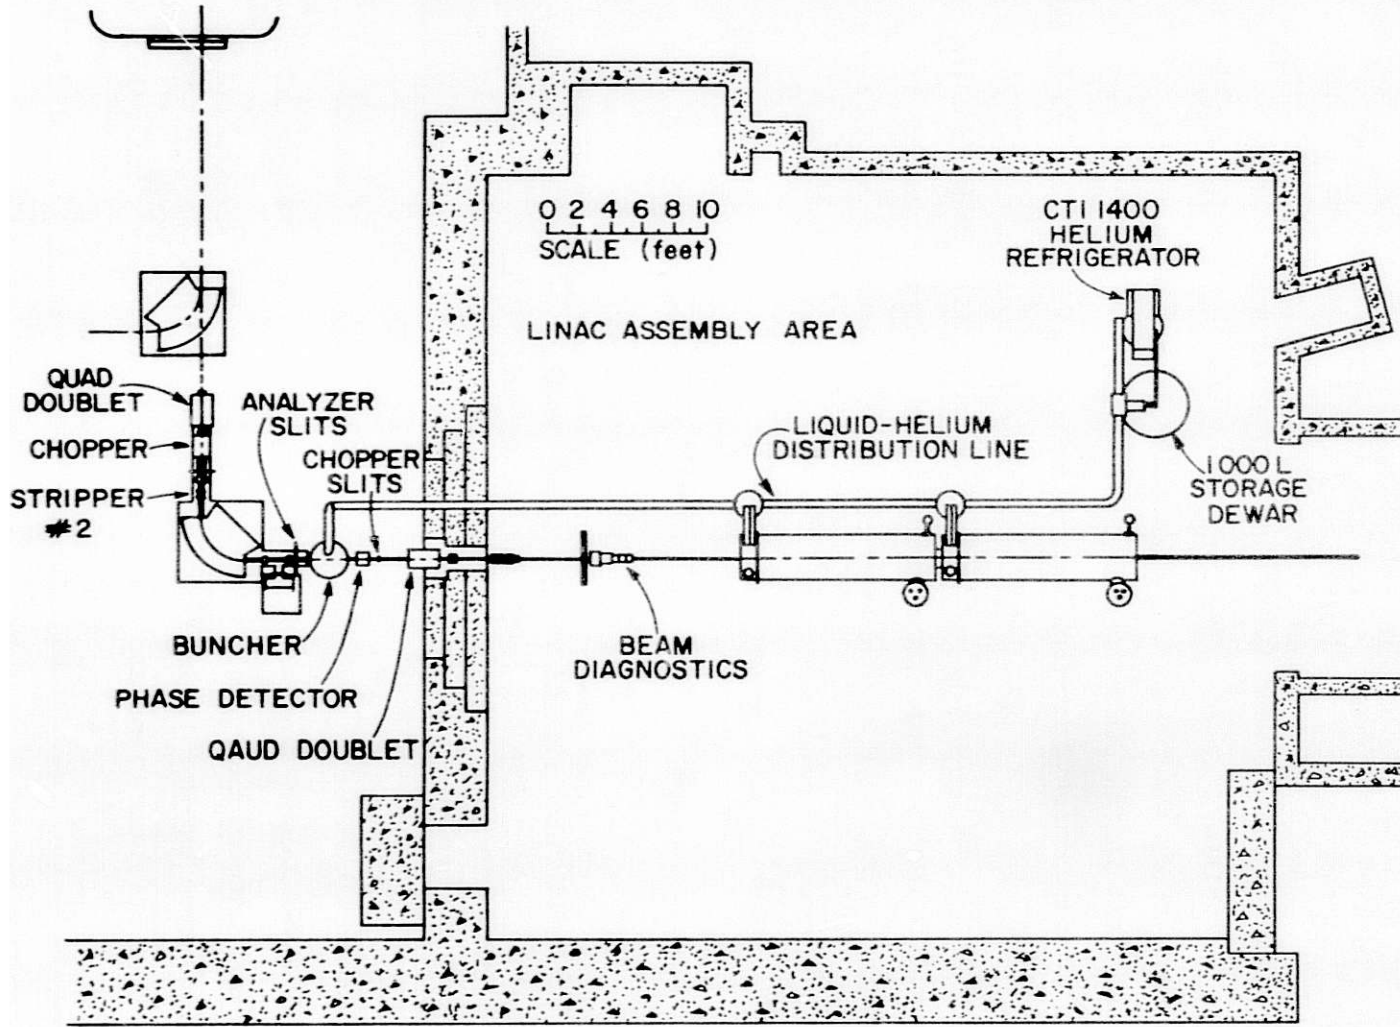 0 2 4 6 8 10
SCALE (feet)
CTI 1400
HELIUM
REFRIGERATOR
LINAC ASSEMBLY AREA
QUAD
DOUBLET
ANALYZER
SLITS
CHOPPER
CHOPPER
SLITS
LIQUID-HELIUM
DISTRIBUTION LINE
STRIPPER
#2
1000L
STORAGE
DEWAR
BUNCHER
BEAM
DIAGNOSTICS
PHASE DETECTOR
QAUD DOUBLET